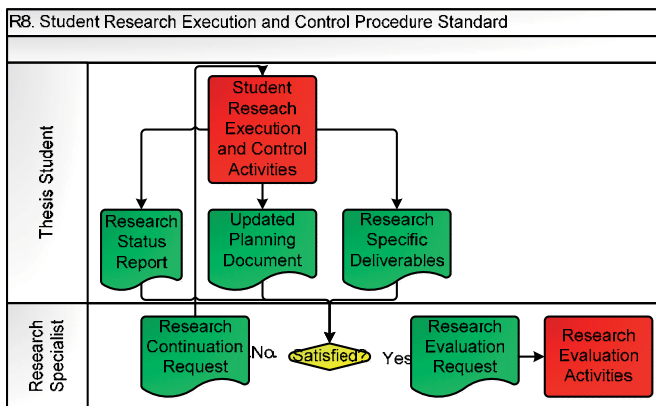 R8. Student Research Execution and Control Procedure Standard
Thesis Student
Student
Reseach
Execution
and Control
Activities
Research
Status
Report
Updated
Planning
Document
Research
Specific
Deliverables
Research
Specialist
Research
Continuation
Request
No
Satisfied?
Yes
Research
Evaluation
Request
Research
Evaluation
Activities